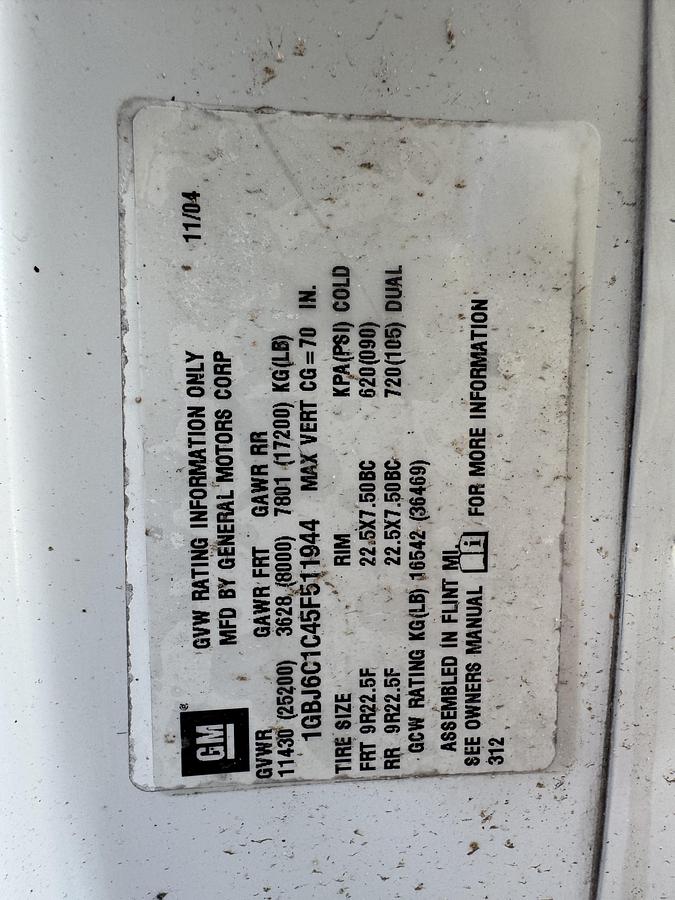 GM®
GVW RATING INFORMATION ONLY 11/04
MFD BY GENERAL MOTORS CORP
GVWR GAWR FRT GAWR RR
11430 (25200) 3628 (8000) 7801 (17200) KG(LB)
1GBJ6C1C45F511944 MAX VERT CG=70 IN.
TIRE SIZE RIM KPA(PSI) COLD
FRT 9R22.5F 22.5X7.50BC 620(090)
RR 9R22.5F 22.5X7.50BC 720(105) DUAL
GCW RATING KG(LB) 16542 (36469)
ASSEMBLED IN FLINT MI
SEE OWNERS MANUAL FOR MORE INFORMATION
312